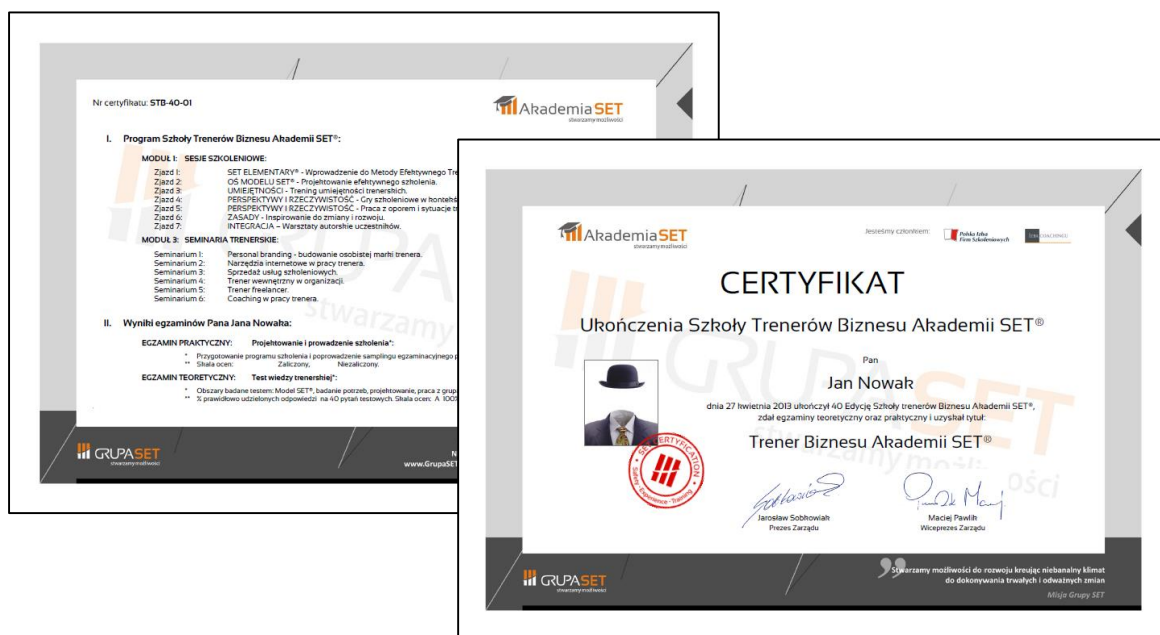 Nr certyfikatu: STB-40-01
AkademiaSET
stwarzamy możliwości
I. Program Szkoły Trenerów Biznesu Akademii SET®:
MODUŁ I: SESJE SZKOLENIOWE:
Zjazd 1: SET ELEMENTARY® - Wprowadzenie do Metody Efektywnego
Zjazd 2: OŚ MODELU SET® - Projektowanie efektywnego szkolenia.
Zjazd 3: UMIEJĘTNOŚCI - Trening umiejętności trenerskich.
Zjazd 4: PERSPEKTYWY I RZECZYWISTOŚĆ - Gry szkoleniowe w
Zjazd 5: PERSPEKTYWY I RZECZYWISTOŚĆ - Praca z oporem i sytuacje
Zjazd 6: ZASADY - Inspirowanie do zmiany i rozwoju.
Zjazd 7: INTEGRACJA – Warsztaty autorskie uczestników.
MODUŁ 3: SEMINARIA TRENERSKIE:
Seminarium 1: Personal branding - budowanie osobistej marki trenera.
Seminarium 2: Narzędzia internetowe w pracy trenera.
Seminarium 3: Sprzedaż usług szkoleniowych.
Seminarium 4: Trener wewnętrzny w organizacji.
Seminarium 5: Trener freelancer.
Seminarium 6: Coaching w pracy trenera.
II. Wyniki egzaminów Pana Jana Nowaka:
EGZAMIN PRAKTYCZNY: Projektowanie i prowadzenie szkolenia*:
* Przygotowanie programu szkolenia i poprowadzenie samplingu egzaminacyjnego
** Skala ocen: Zaliczony, Niezaliczony.
EGZAMIN TEORETYCZNY: Test wiedzy trenerskiej*:
* Obszary badane testem: Model SET®, badanie potrzeb, projektowanie, praca z
** % prawidłowo udzielonych odpowiedzi na 40 pytań testowych. Skala ocen: A
GRUPASET
stwarzamy możliwości
www.GrupaSET
AkademiaSET
stwarzamy możliwości
Jesteśmy członkiem:
Polska Izba
Firm Szkoleniowych
CERTYFIKAT
Ukończenia Szkoły Trenerów Biznesu Akademii SET®
Pan
Jan Nowak
dnia 27 kwietnia 2013 ukończył 40 Edycję Szkoły trenerów Biznesu Akademii SET®,
zdał egzaminy teoretyczny oraz praktyczny i uzyskał tytuł:
Trener Biznesu Akademii SET®
SET CERTYFICATION
School - Experience - Training
Jarosław Sobkowiak
Prezes Zarządu
Maciej Pawlik
Wiceprezes Zarządu
GRUPASET
stwarzamy możliwości
Stwarzamy możliwości do rozwoju kreując niebanalny klimat
do dokonywania trwałych i odważnych zmian
Misja Grupy SET